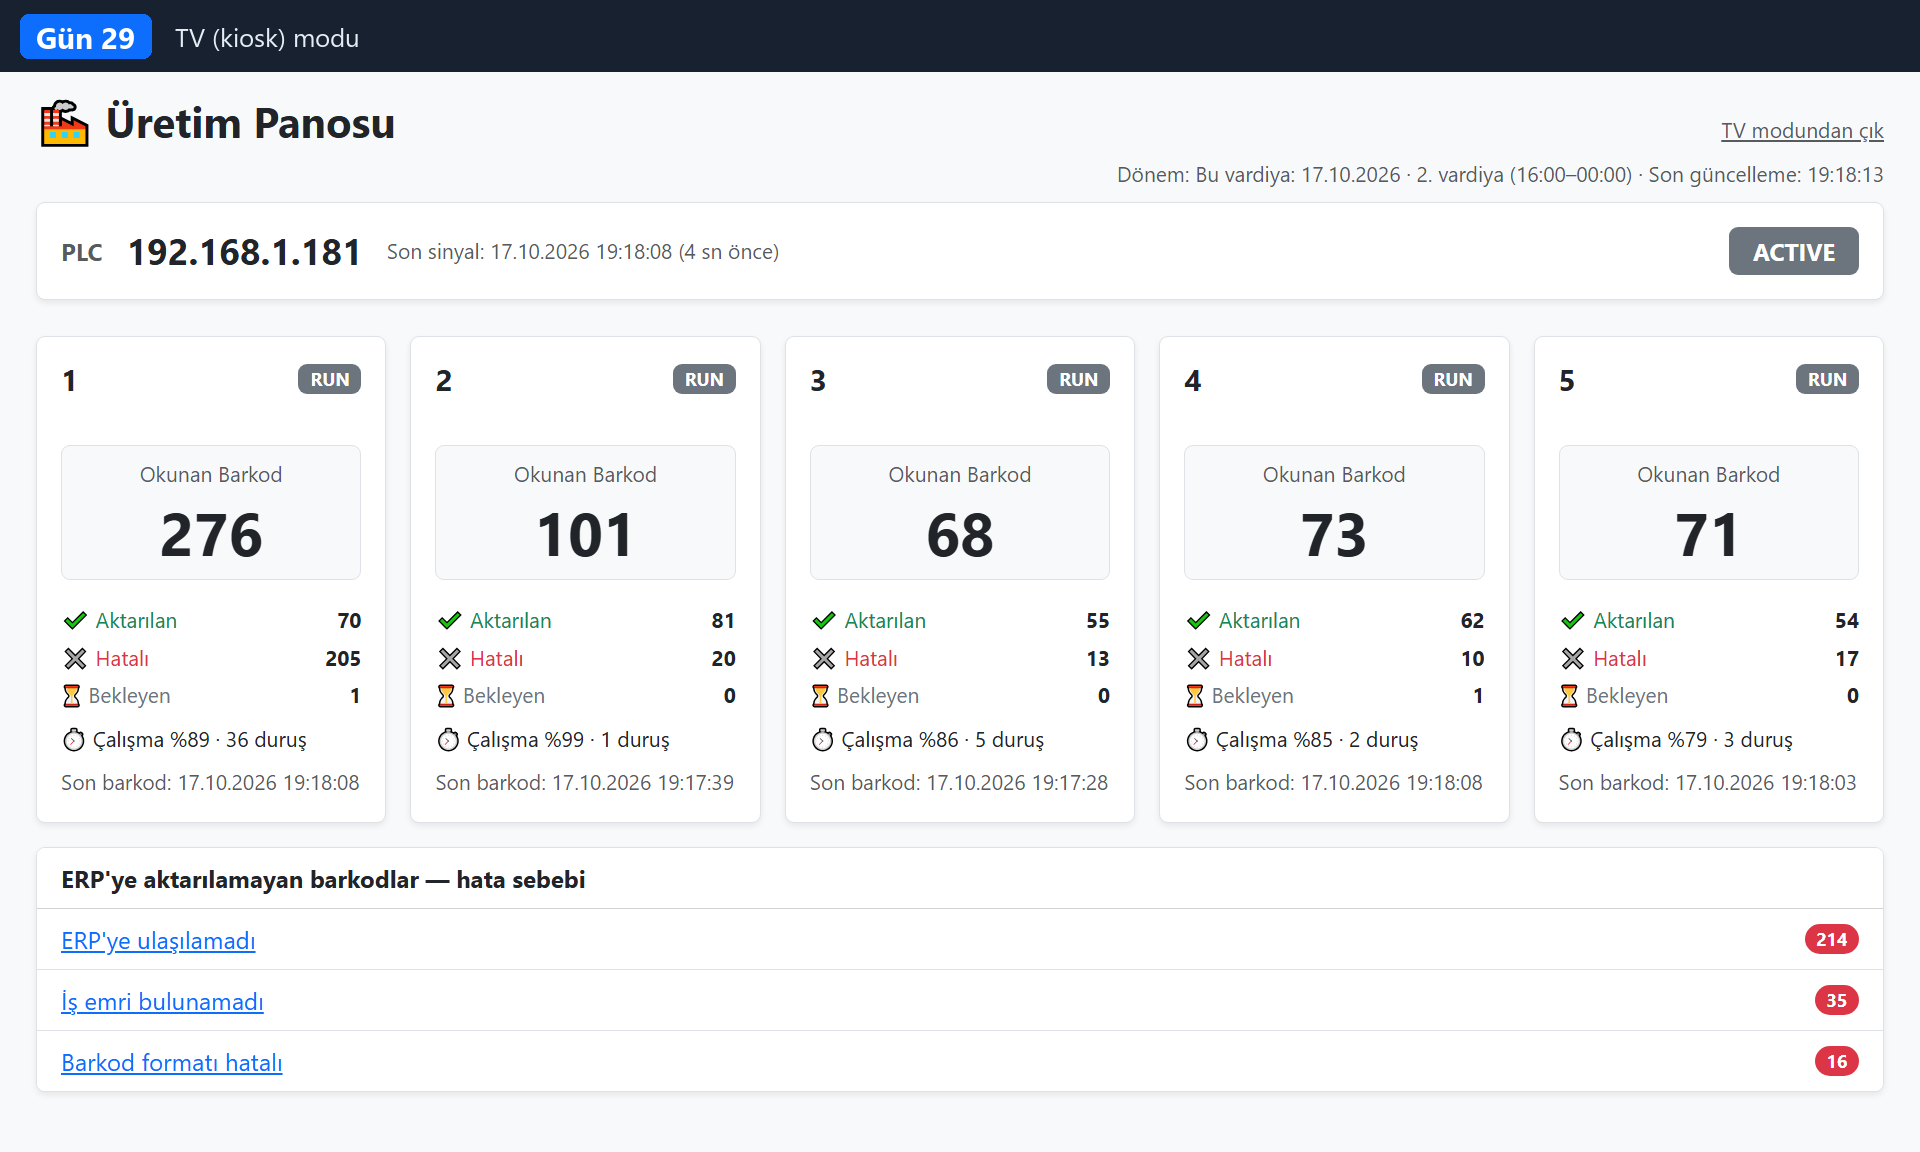 Gün 29 TV (kiosk) modu
Üretim Panosu
TV modundan çık
Dönem: Bu vardiya: 17.10.2026 · 2. vardiya (16:00–00:00) · Son güncelleme: 19:18:13
PLC 192.168.1.181 Son sinyal: 17.10.2026 19:18:08 (4 sn önce) ACTIVE
1 RUN
Okunan Barkod
276
Aktarılan 70
Hatalı 205
Bekleyen 1
Çalışma %89 · 36 duruş
Son barkod: 17.10.2026 19:18:08
2 RUN
Okunan Barkod
101
Aktarılan 81
Hatalı 20
Bekleyen 0
Çalışma %99 · 1 duruş
Son barkod: 17.10.2026 19:17:39
3 RUN
Okunan Barkod
68
Aktarılan 55
Hatalı 13
Bekleyen 0
Çalışma %86 · 5 duruş
Son barkod: 17.10.2026 19:17:28
4 RUN
Okunan Barkod
73
Aktarılan 62
Hatalı 10
Bekleyen 1
Çalışma %85 · 2 duruş
Son barkod: 17.10.2026 19:18:08
5 RUN
Okunan Barkod
71
Aktarılan 54
Hatalı 17
Bekleyen 0
Çalışma %79 · 3 duruş
Son barkod: 17.10.2026 19:18:03
ERP'ye aktarılamayan barkodlar — hata sebebi
ERP'ye ulaşılamadı 214
İş emri bulunamadı 35
Barkod formatı hatalı 16